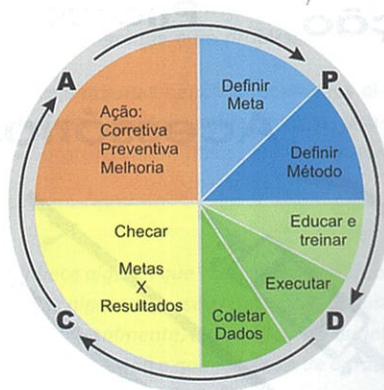 A
P
Ação:
Corretiva
Preventiva
Melhoria
Definir
Meta
Definir
Método
Educar e
treinar
Executar
Coletar
Dados
Checar
Metas
X
Resultados
C
D